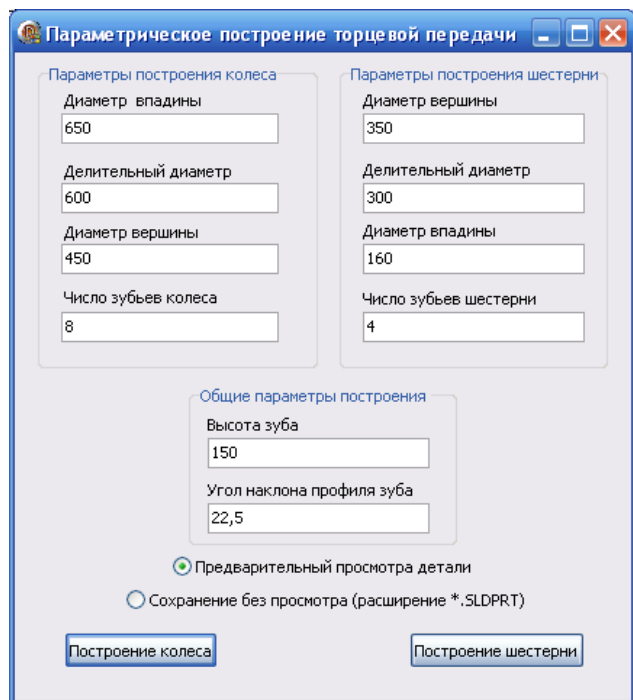 Параметрическое построение торцевой передачи
Параметры построения колеса
Диаметр впадины
650
Делительный диаметр
600
Диаметр вершины
450
Число зубьев колеса
8
Параметры построения шестерни
Диаметр вершины
350
Делительный диаметр
300
Диаметр впадины
160
Число зубьев шестерни
4
Общие параметры построения
Высота зуба
150
Угол наклона профиля зуба
22,5
Предварительный просмотра детали
Сохранение без просмотра (расширение *.SLDPRT)
Построение колеса
Построение шестерни